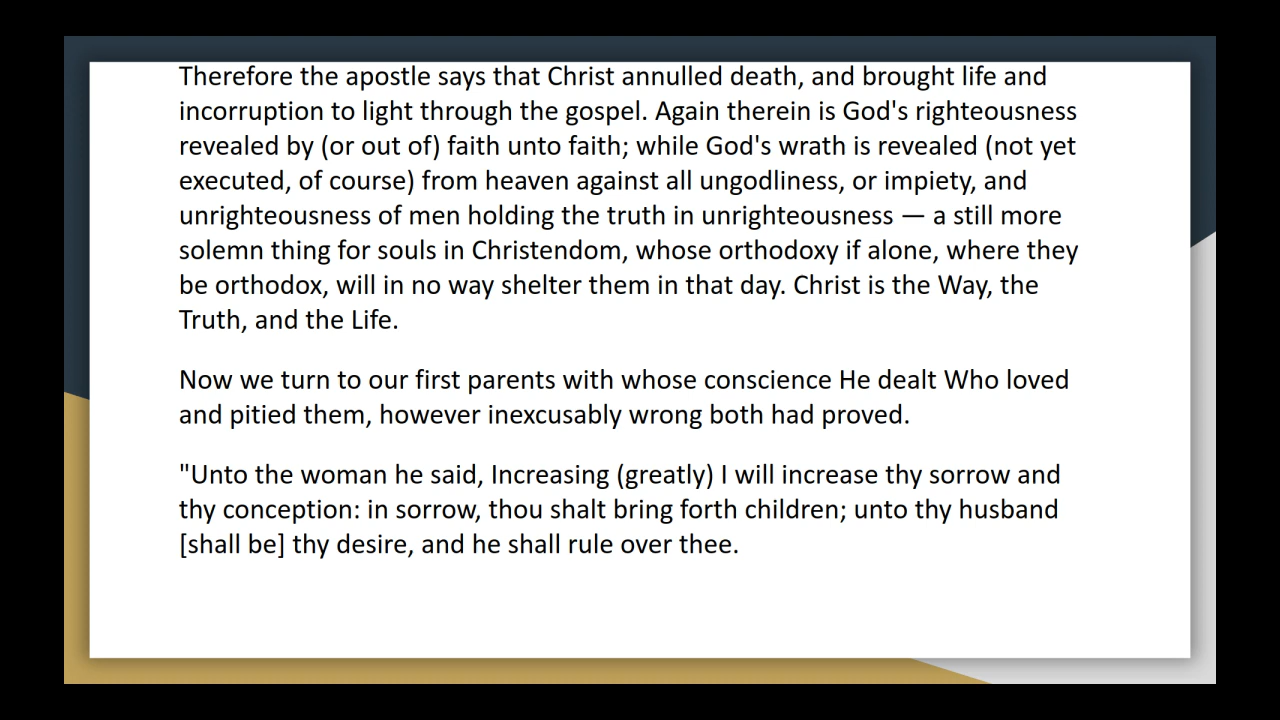 Therefore the apostle says that Christ annulled death, and brought life and
incorruption to light through the gospel. Again therein is God's righteousness
revealed by (or out of) faith unto faith; while God's wrath is revealed (not yet
executed, of course) from heaven against all ungodliness, or impiety, and
unrighteousness of men holding the truth in unrighteousness — a still more
solemn thing for souls in Christendom, whose orthodoxy if alone, where they
be orthodox, will in no way shelter them in that day. Christ is the Way, the
Truth, and the Life.
Now we turn to our first parents with whose conscience He dealt Who loved
and pitied them, however inexcusably wrong both had proved.
"Unto the woman he said, Increasing (greatly) I will increase thy sorrow and
thy conception: in sorrow, thou shalt bring forth children; unto thy husband
[shall be] thy desire, and he shall rule over thee.